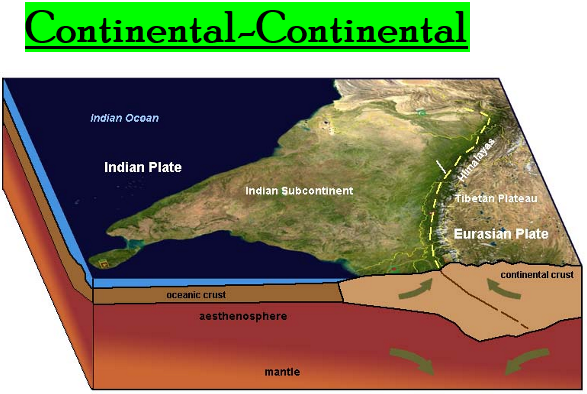 Continental-Continental
Indian Ocean
Indian Plate
Indian Subcontinent
Himalayas
Tibetan Plateau
Eurasian Plate
continental crust
oceanic crust
aesthenosphere
mantle